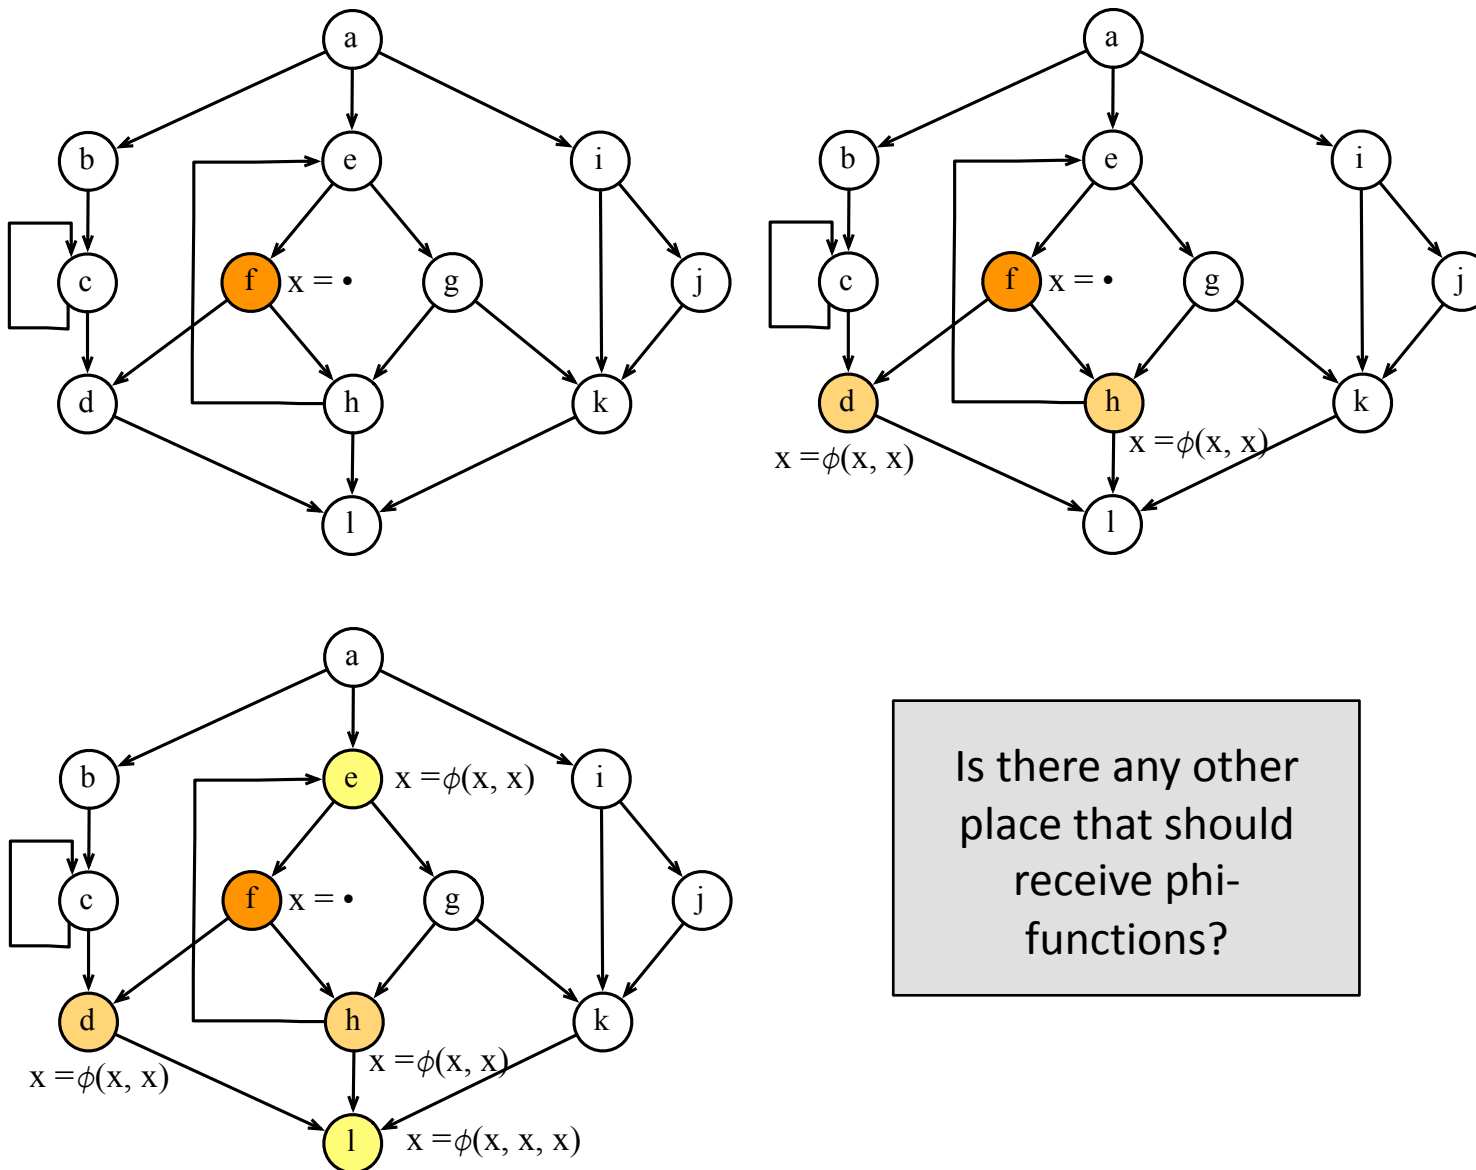 a
a
b
e
i
b
e
i
c
f
x = •
g
j
c
f
x = •
g
j
d
h
k
d
h
k
x =ϕ(x, x)
x =ϕ(x, x)
l
l
a
b
e
x =ϕ(x, x)
i
c
f
x = •
g
j
d
h
k
x =ϕ(x, x)
x =ϕ(x, x)
l
x =ϕ(x, x, x)
Is there any other
place that should
receive phi-
functions?